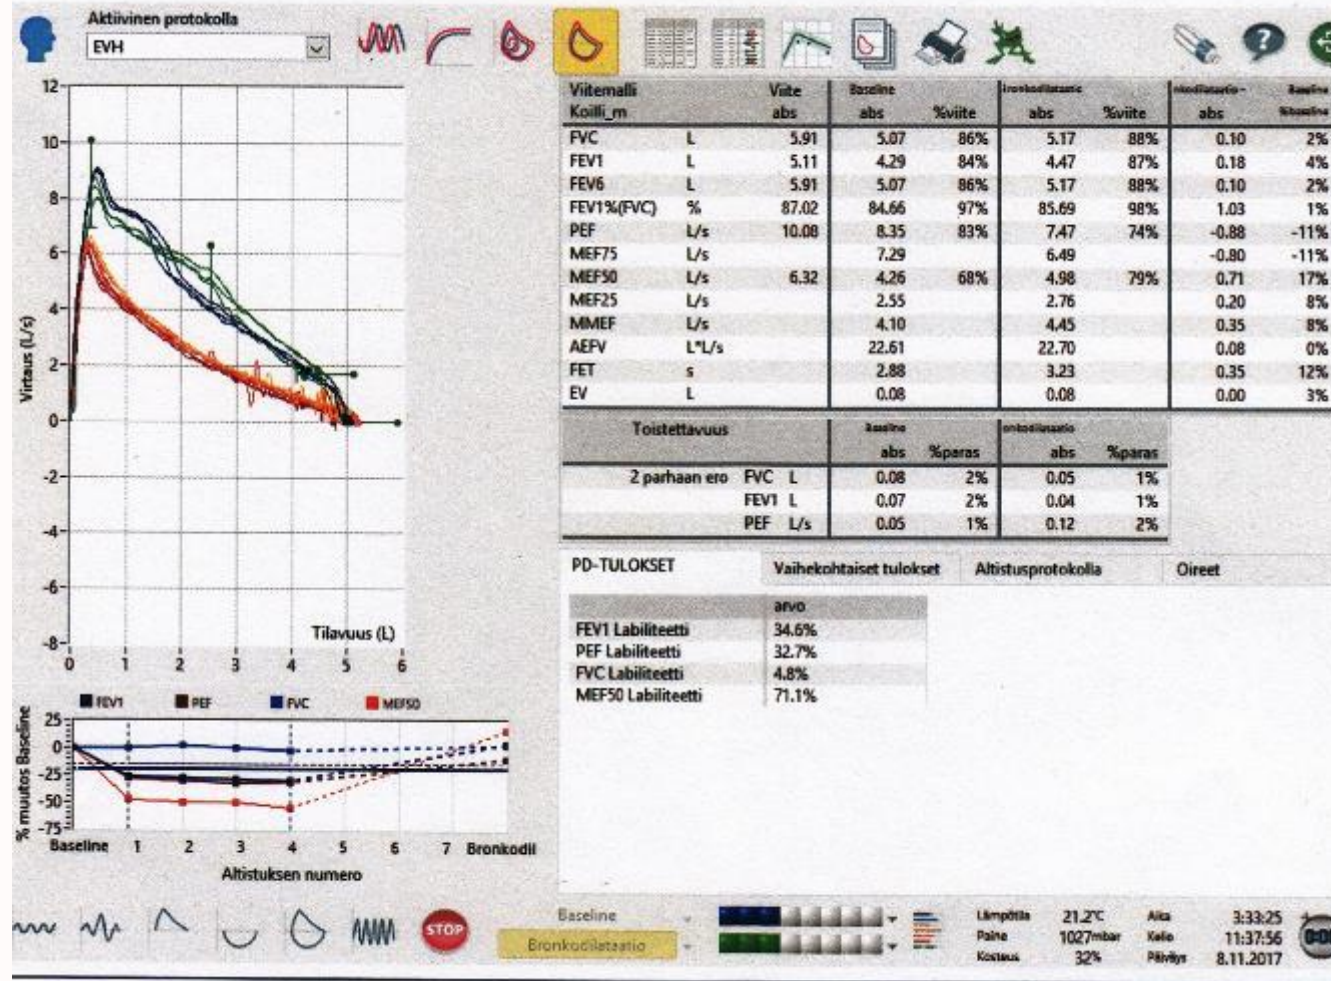 Aktiivinen protokolla
EVH
Viitemalli Viite Baseline
Koilli_m abs abs %viite abs %viite abs
FVC L 5.91 5.07 86% 5.17 88% 0.10 2%
FEV1 L 5.11 4.29 84% 4.47 87% 0.18 4%
FEV6 L 5.91 5.07 86% 5.17 88% 0.10 2%
FEV1%(FVC) % 87.02 84.66 97% 85.69 98% 1.03 1%
PEF L/s 10.08 8.35 83% 7.47 74% -0.88 -11%
MEF75 L/s 7.29 6.49 -0.80 -11%
MEF50 L/s 6.32 4.26 68% 4.98 79% 0.71 17%
MEF25 L/s 2.55 2.76 0.20 8%
MMEF L/s 4.10 4.45 0.35 8%
AEFV L*L/s 22.61 22.70 0.08 0%
FET s 2.88 3.23 0.35 12%
EV L 0.08 0.08 0.00 3%
Toistettavuus Baseline
abs %paras abs %paras
2 parhaan ero FVC L 0.08 2% 0.05 1%
FEV1 L 0.07 2% 0.04 1%
PEF L/s 0.05 1% 0.12 2%
PD-TULOKSET Vaihekohtaiset tulokset Altistusprotokolla Oireet
arvo
FEV1 Labiliteetti 34.6%
PEF Labiliteetti 32.7%
FVC Labiliteetti 4.8%
MEF50 Labiliteetti 71.1%
Virtaus (L/s)
12
10
8
6
4
2
0
-2
-4
-6
-8
Tilavuus (L)
0 1 2 3 4 5 6
FEV1 PEF FVC MEF50
% muutos Baseline
25
0
-25
-50
-75
Baseline 1 2 3 4 5 6 7 Bronkodil
Altistuksen numero
STOP
Baseline
Bronkodilataatio
Lämpötila 21.2°C Aika 3:33:25
Paine 1027mbar Kello 11:37:56
Kosteus 32% Päiväys 8.11.2017